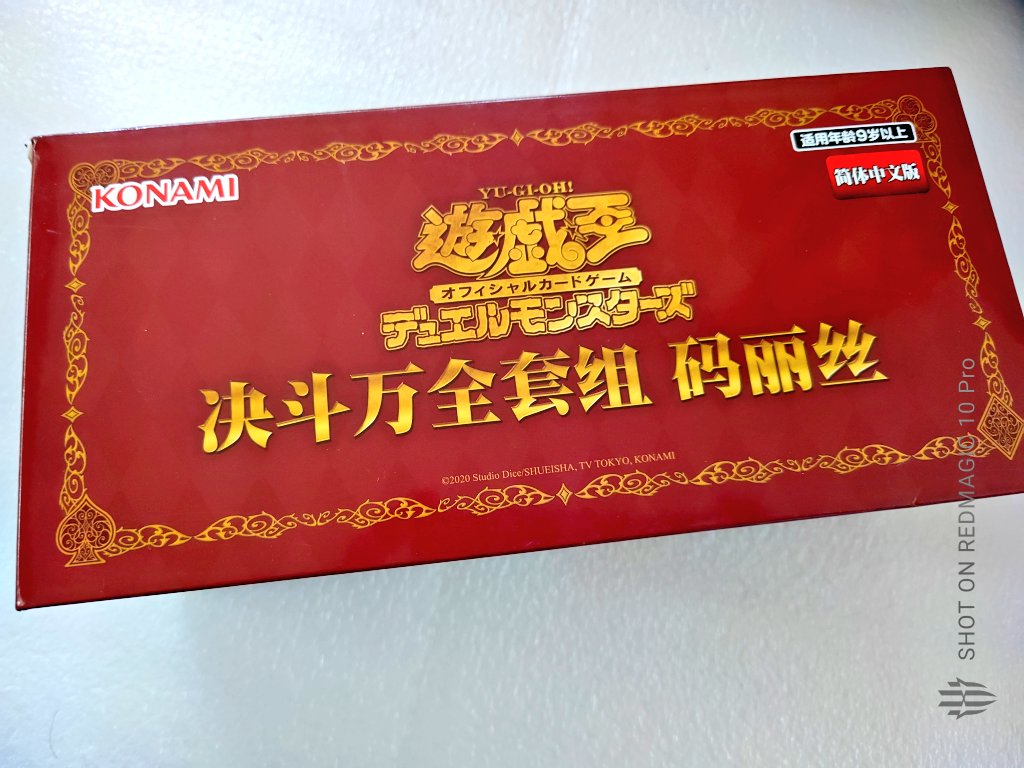 适用年龄9岁以上
简体中文版
KONAMI
YU-GI-OH!
遊戯王
オフィシャルカードゲーム
デュエルモンスターズ
决斗万全套组 码丽丝
©2020 Studio Dice/SHUEISHA, TV TOKYO, KONAMI
SHOT ON REDMAGIC 10 Pro